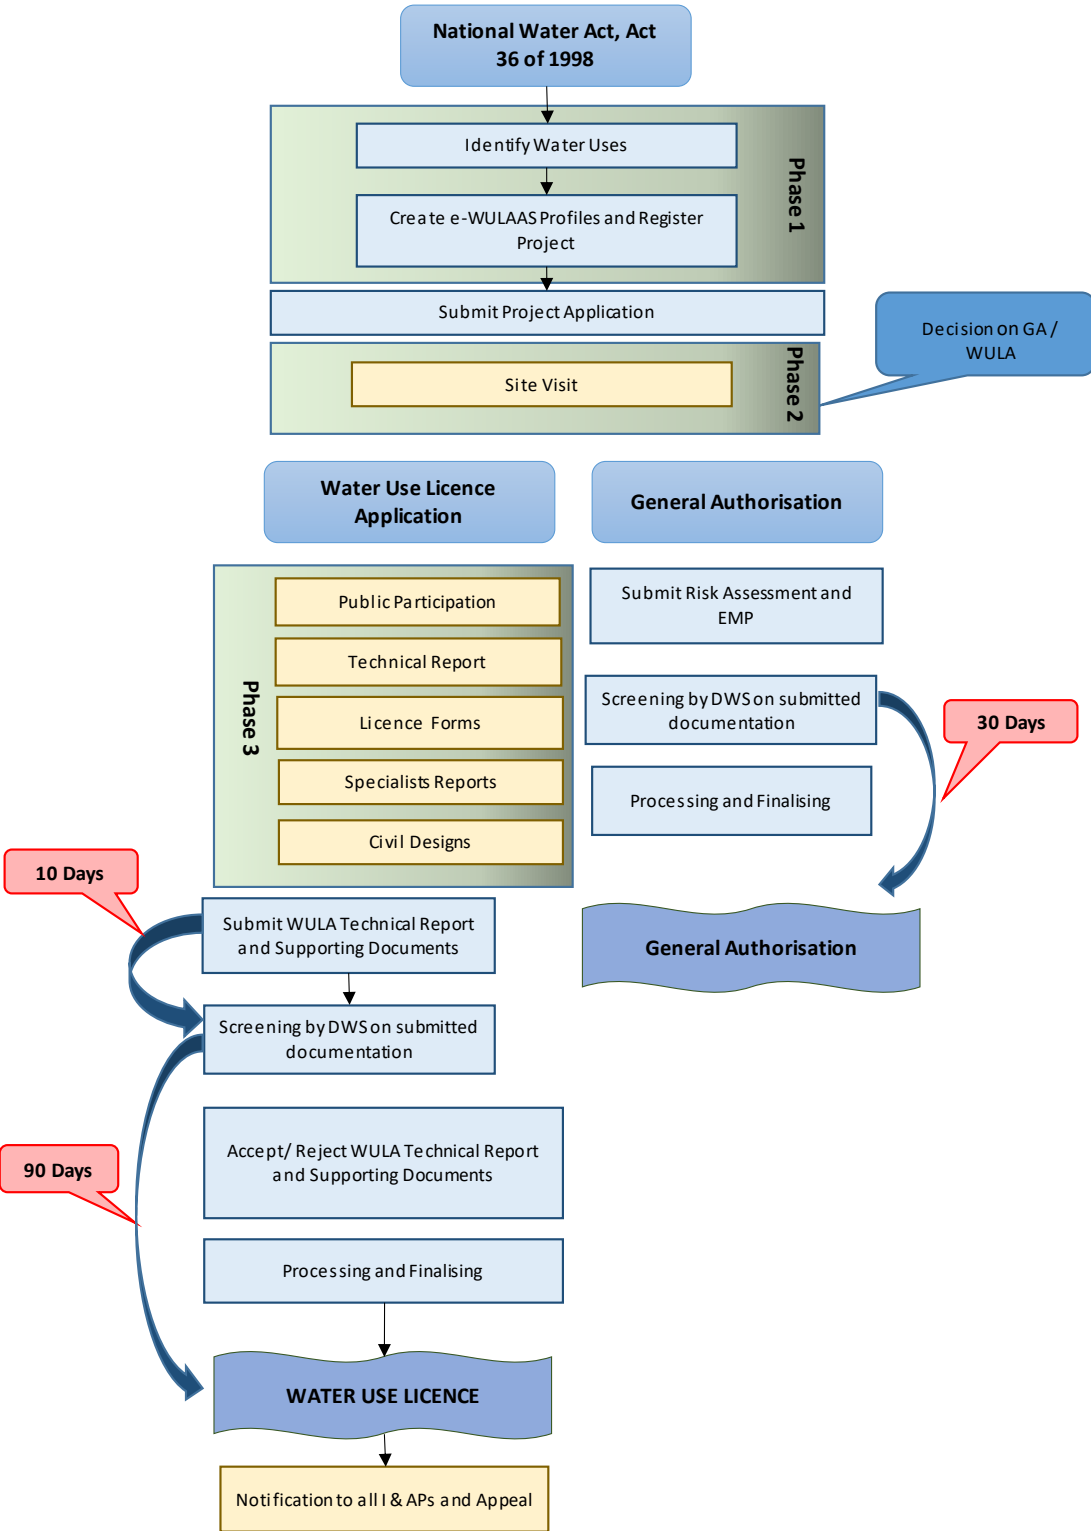 National Water Act, Act
36 of 1998
Identify Water Uses
Create e-WULAAS Profiles and Register
Project
Phase 1
Submit Project Application
Decision on GA /
WULA
Site Visit
Phase 2
Water Use Licence
Application
General Authorisation
Phase 3
Public Participation
Technical Report
Licence Forms
Specialists Reports
Civil Designs
Submit Risk Assessment and
EMP
Screening by DWS on submitted
documentation
30 Days
Processing and Finalising
General Authorisation
10 Days
Submit WULA Technical Report
and Supporting Documents
Screening by DWS on submitted
documentation
90 Days
Accept/ Reject WULA Technical Report
and Supporting Documents
Processing and Finalising
WATER USE LICENCE
Notification to all I & APs and Appeal